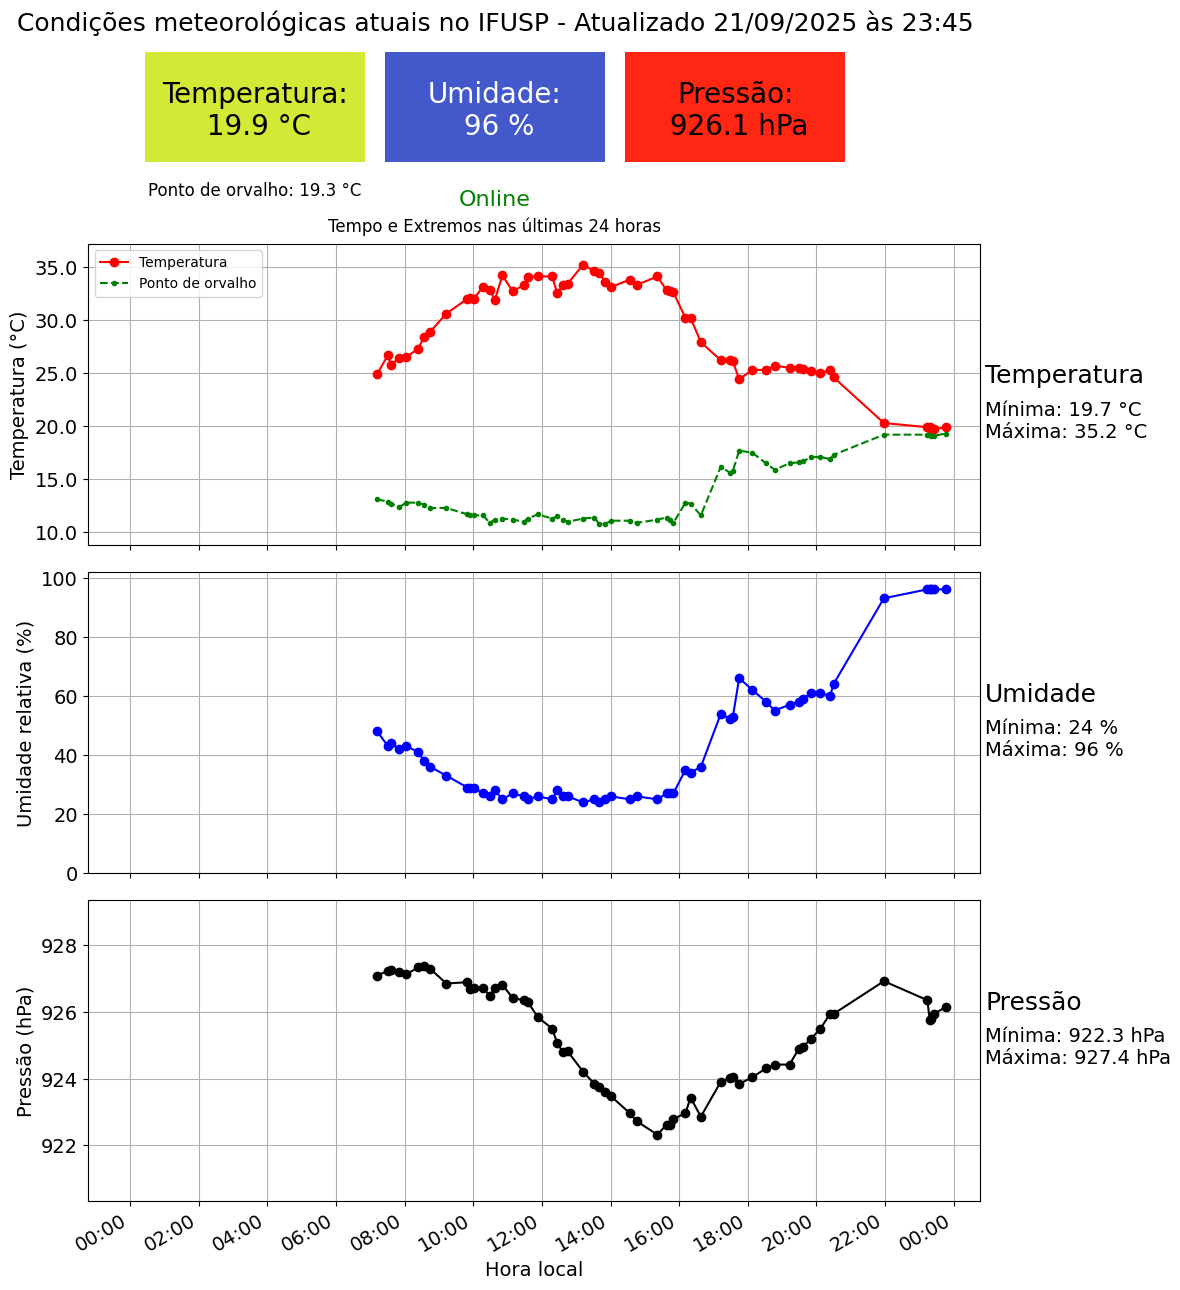 Condições meteorológicas atuais no IFUSP - Atualizado 21/09/2025 às 23:45
Temperatura:
19.9 °C
Umidade:
96 %
Pressão:
926.1 hPa
Ponto de orvalho: 19.3 °C
Online
Tempo e Extremos nas últimas 24 horas
Temperatura
Ponto de orvalho
Temperatura (°C)
35.0
30.0
25.0
20.0
15.0
10.0
Temperatura
Mínima: 19.7 °C
Máxima: 35.2 °C
Umidade relativa (%)
100
80
60
40
20
0
Umidade
Mínima: 24 %
Máxima: 96 %
Pressão (hPa)
928
926
924
922
Pressão
Mínima: 922.3 hPa
Máxima: 927.4 hPa
00:00 02:00 04:00 06:00 08:00 10:00 12:00 14:00 16:00 18:00 20:00 22:00 00:00
Hora local